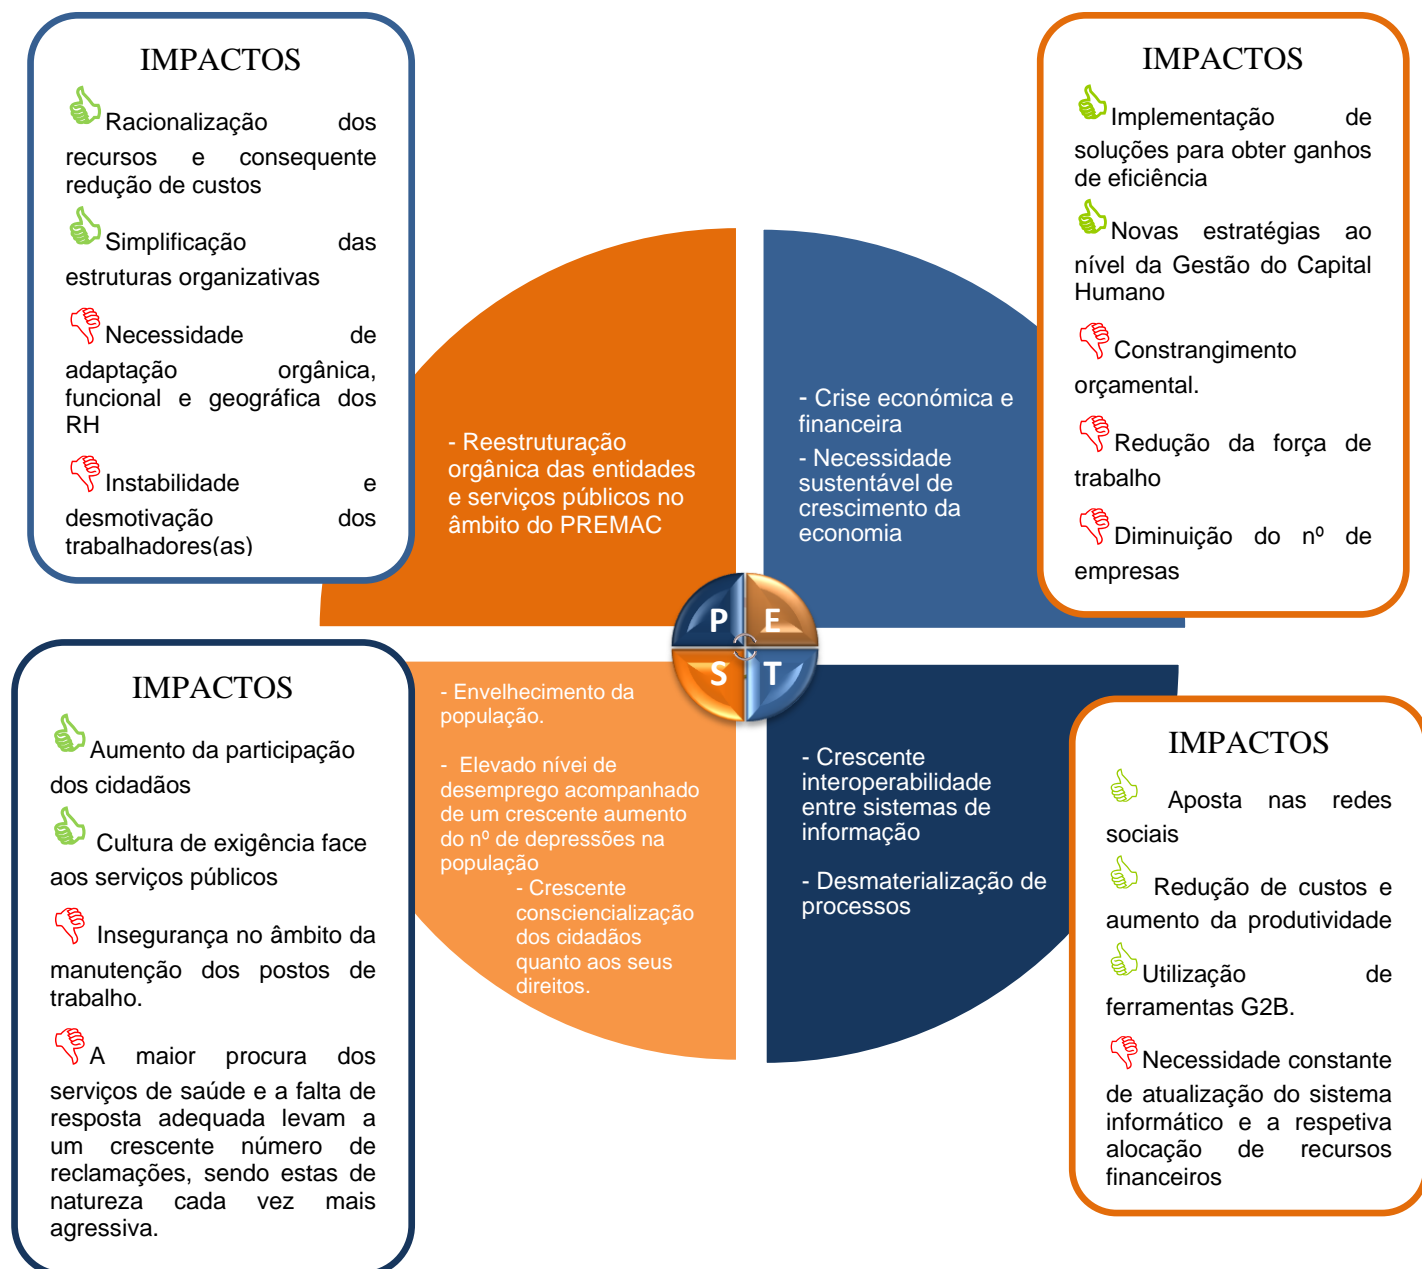 IMPACTOS
Racionalização dos
recursos e consequente
redução de custos
Simplificação das
estruturas organizativas
Necessidade de
adaptação orgânica,
funcional e geográfica dos
RH
Instabilidade e
desmotivação dos
trabalhadores(as)
IMPACTOS
Implementação de
soluções para obter ganhos
de eficiência
Novas estratégias ao
nível da Gestão do Capital
Humano
Constrangimento
orçamental.
Redução da força de
trabalho
Diminuição do nº de
empresas
- Reestruturação
orgânica das entidades
e serviços públicos no
âmbito do PREMAC
- Crise económica e
financeira
- Necessidade
sustentável de
crescimento da
economia
P E
S T
IMPACTOS
Aumento da participação
dos cidadãos
Cultura de exigência face
aos serviços públicos
Insegurança no âmbito da
manutenção dos postos de
trabalho.
A maior procura dos
serviços de saúde e a falta de
resposta adequada levam a
um crescente número de
reclamações, sendo estas de
natureza cada vez mais
agressiva.
- Envelhecimento da
população.
- Elevado nívei de
desemprego acompanhado
de um crescente aumento
do nº de depressões na
população
- Crescente
consciencialização
dos cidadãos
quanto aos seus
direitos.
- Crescente
interoperabilidade
entre sistemas de
informação
- Desmaterialização de
processos
IMPACTOS
Aposta nas redes
sociais
Redução de custos e
aumento da produtividade
Utilização de
ferramentas G2B.
Necessidade constante
de atualização do sistema
informático e a respetiva
alocação de recursos
financeiros